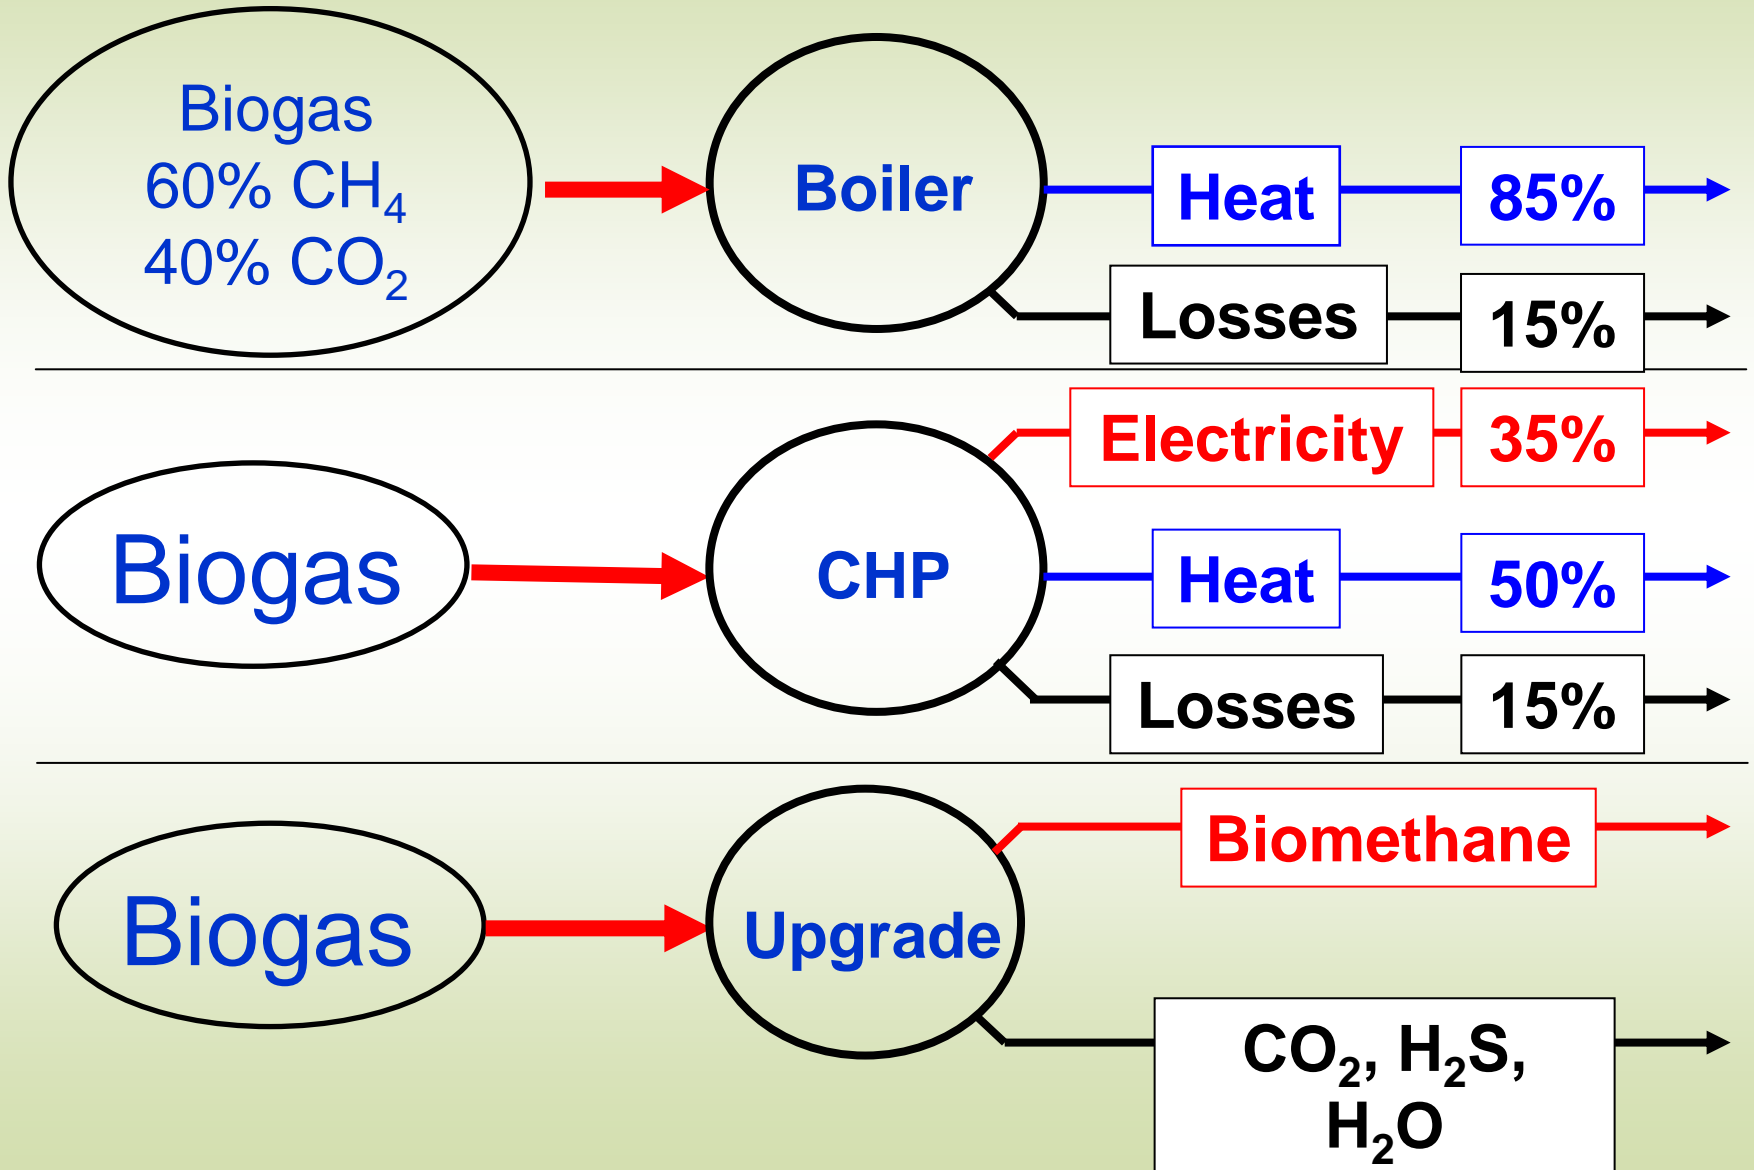 Biogas
60% CH₄
40% CO₂
Boiler
Heat
85%
Losses
15%
Biogas
CHP
Electricity
35%
Heat
50%
Losses
15%
Biogas
Upgrade
Biomethane
CO₂, H₂S,
H₂O